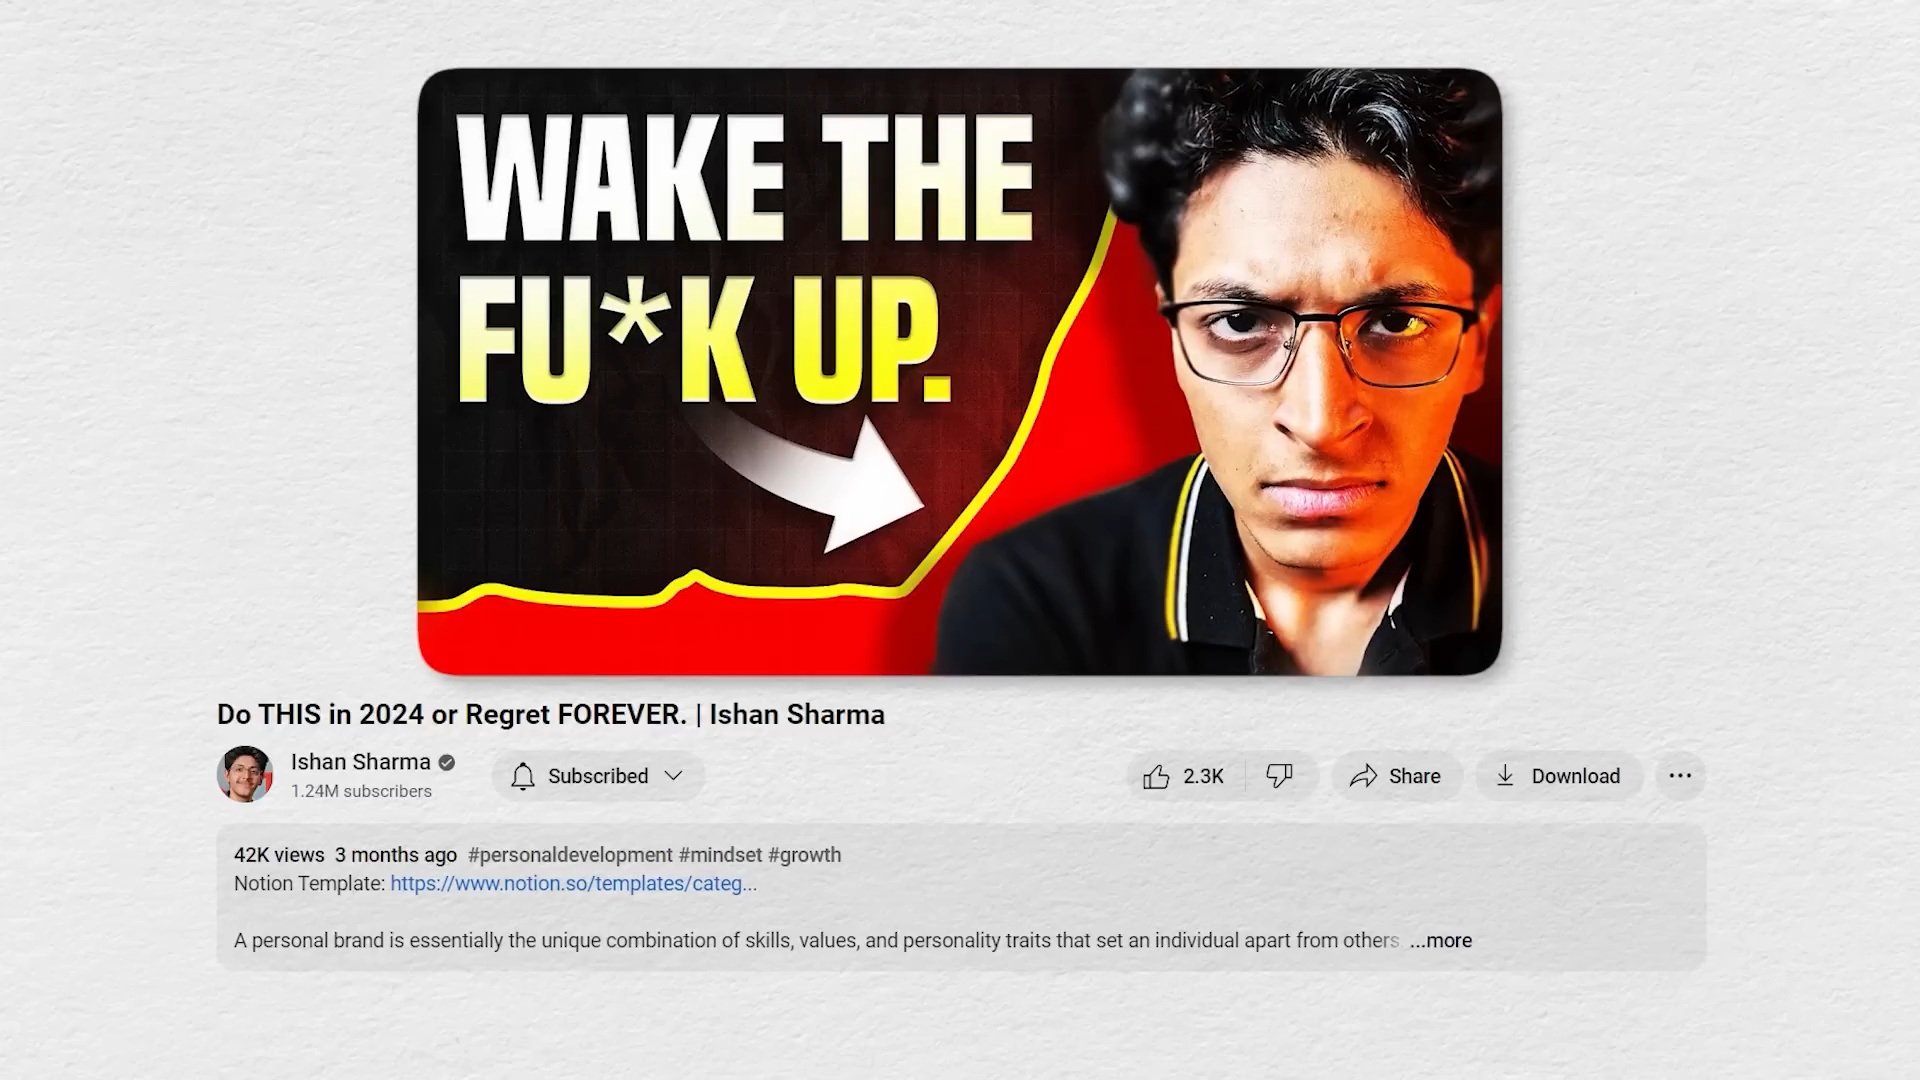 WAKE THE
FU*K UP.
Do THIS in 2024 or Regret FOREVER. | Ishan Sharma
Ishan Sharma
1.24M subscribers
Subscribed
2.3K
Share
Download
42K views 3 months ago #personaldevelopment #mindset #growth
Notion Template: https://www.notion.so/templates/categ...
A personal brand is essentially the unique combination of skills, values, and personality traits that set an individual apart from others. ...more